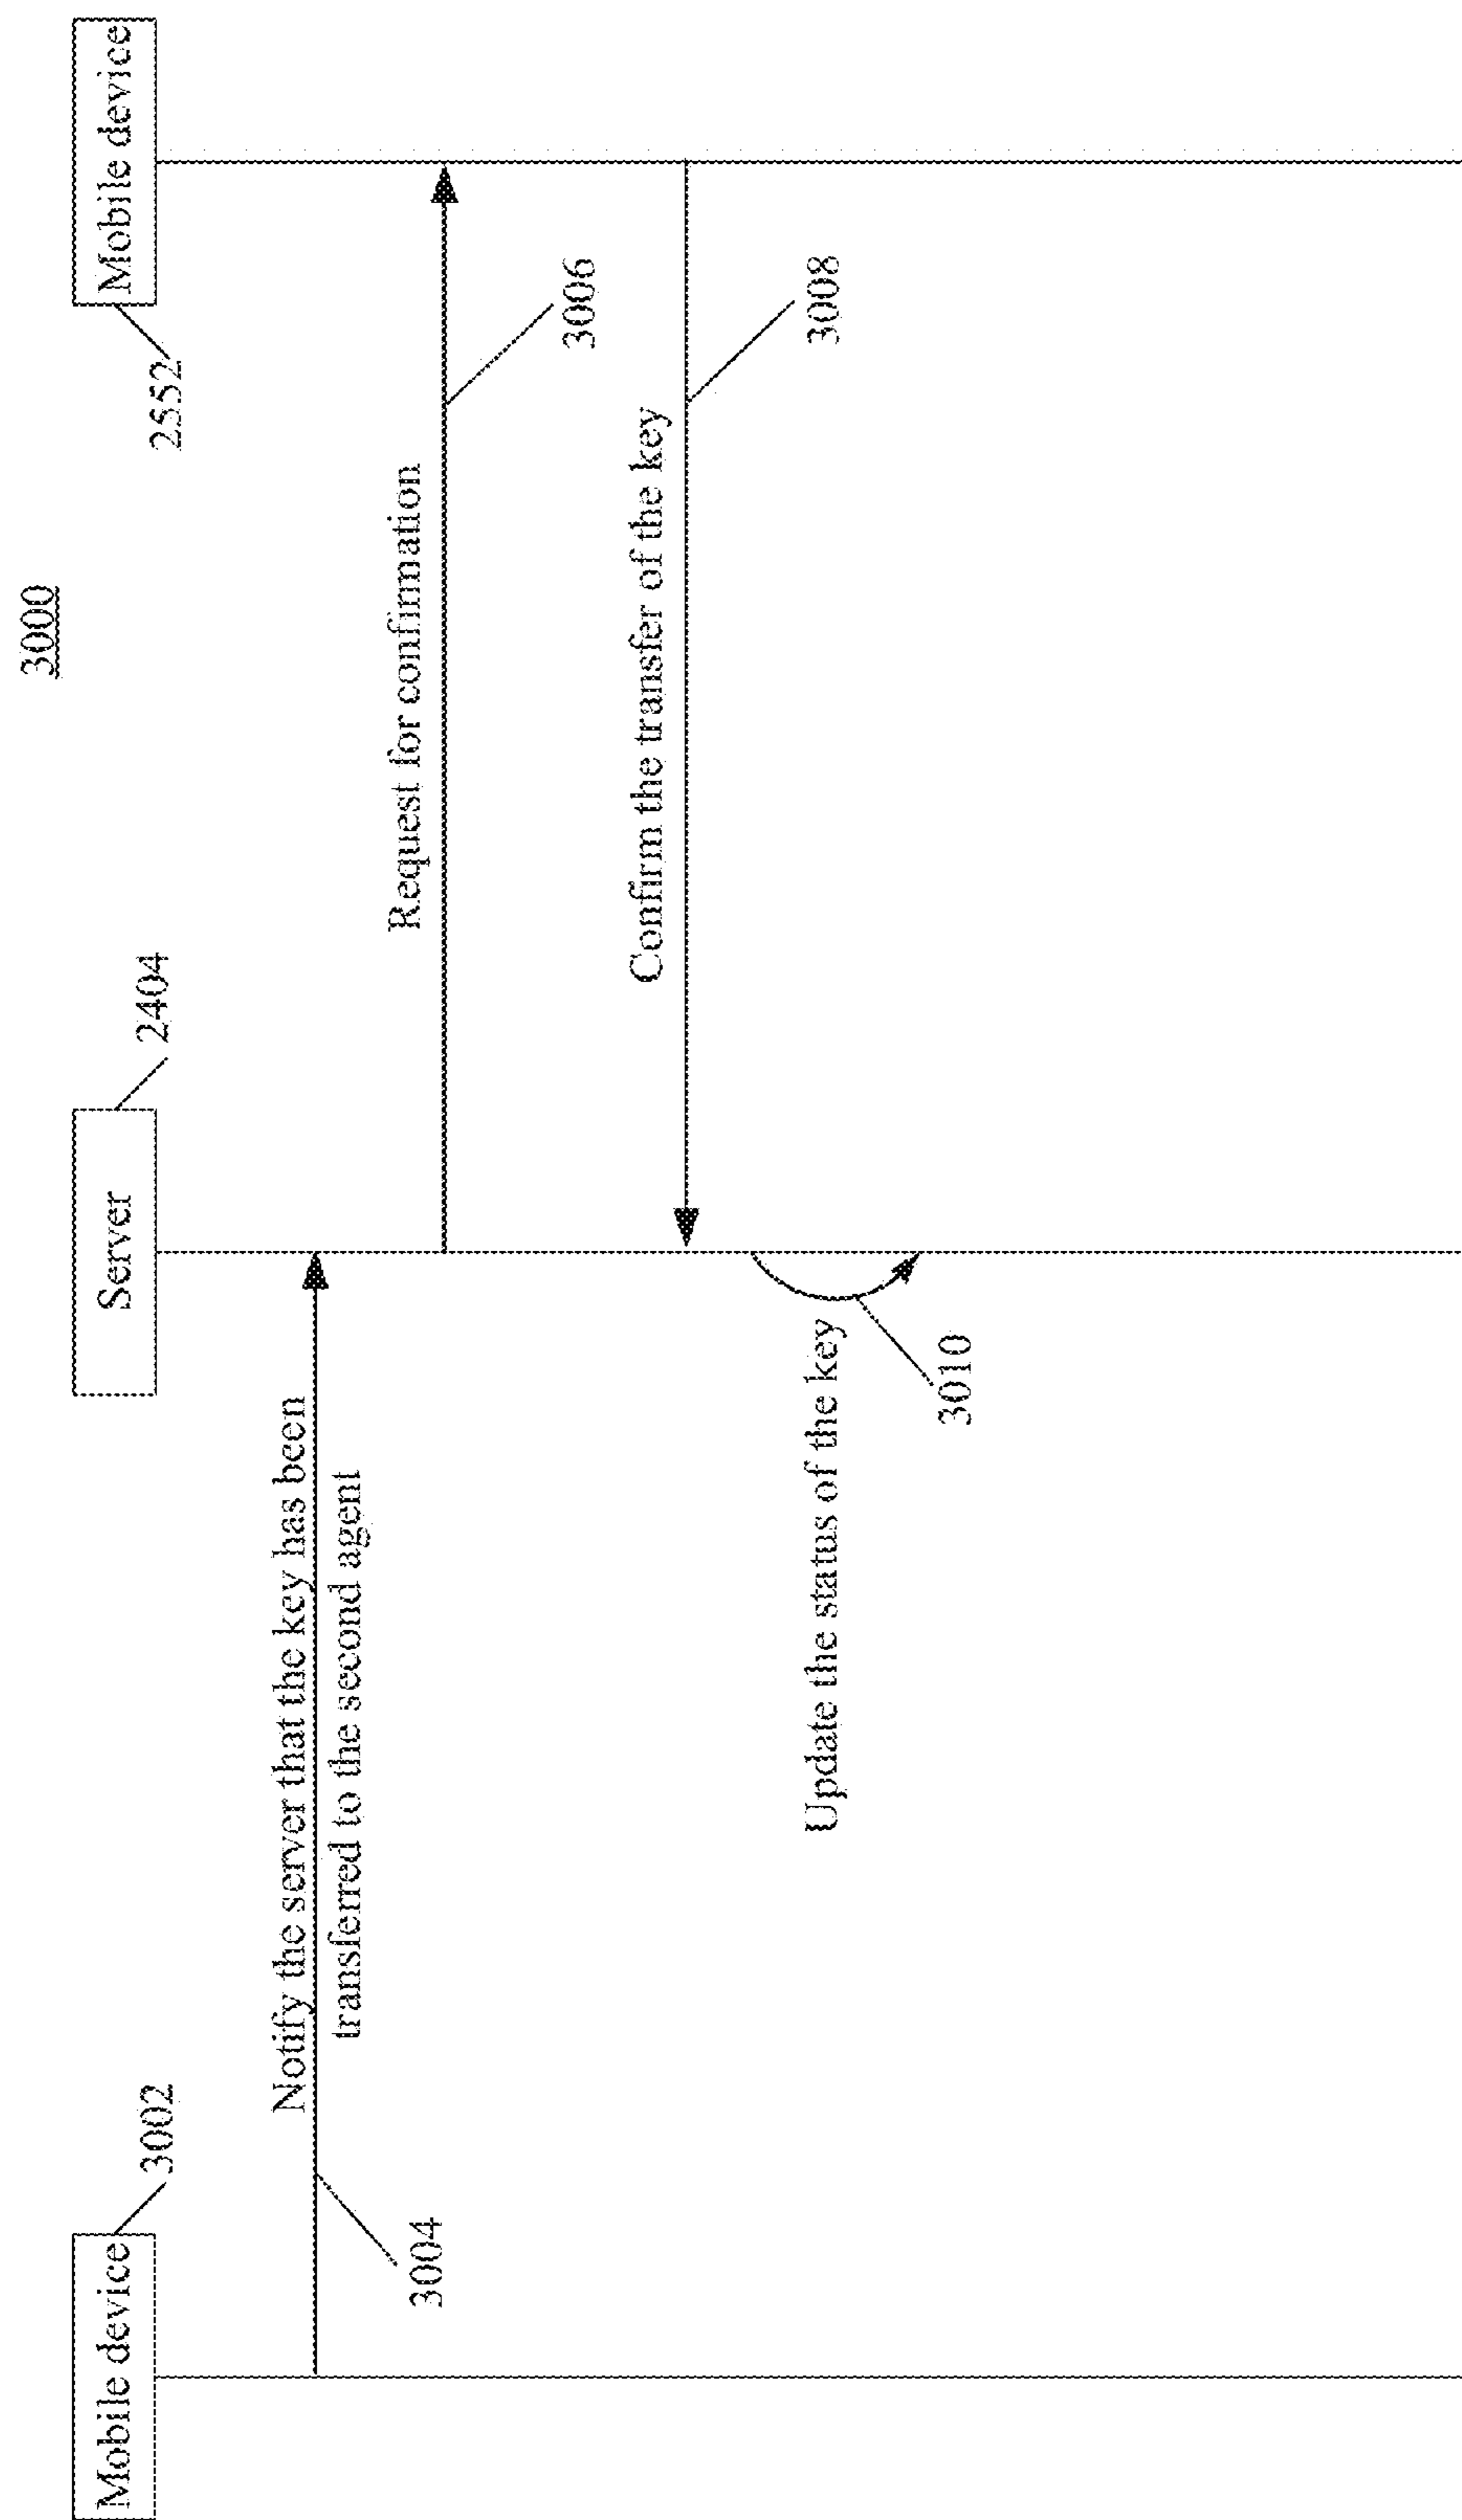 3000
Mobile device
3002
Server
2404
Mobile device
2552
Notify the server that the key has been
transferred to the second agent
3004
Request for confirmation
3006
Confirm the transfer of the key
3008
Update the status of the key
3010